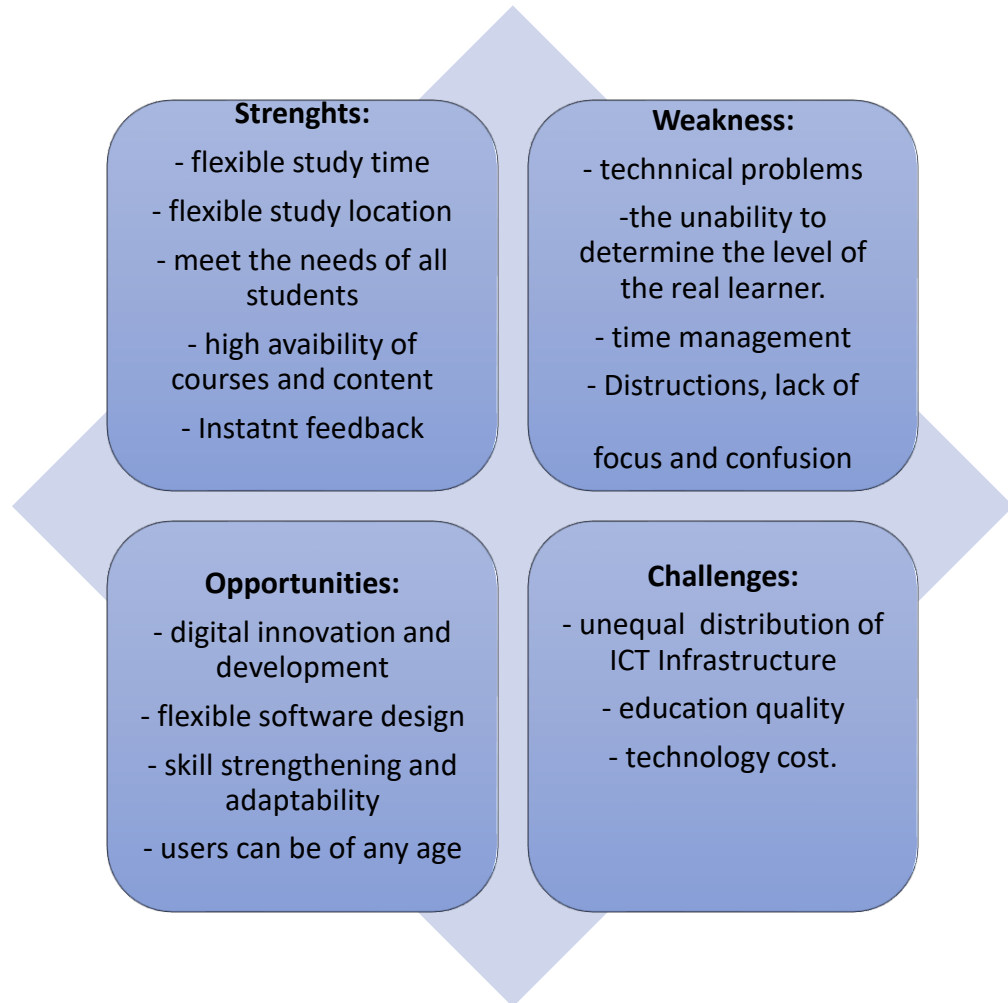 Strenghts:
- flexible study time
- flexible study location
- meet the needs of all
students
- high avaibility of
courses and content
- Instatnt feedback
Weakness:
- technnical problems
-the unability to
determine the level of
the real learner.
- time management
- Distructions, lack of
focus and confusion
Opportunities:
- digital innovation and
development
- flexible software design
- skill strengthening and
adaptability
- users can be of any age
Challenges:
- unequal  distribution of
ICT Infrastructure
- education quality
- technology cost.